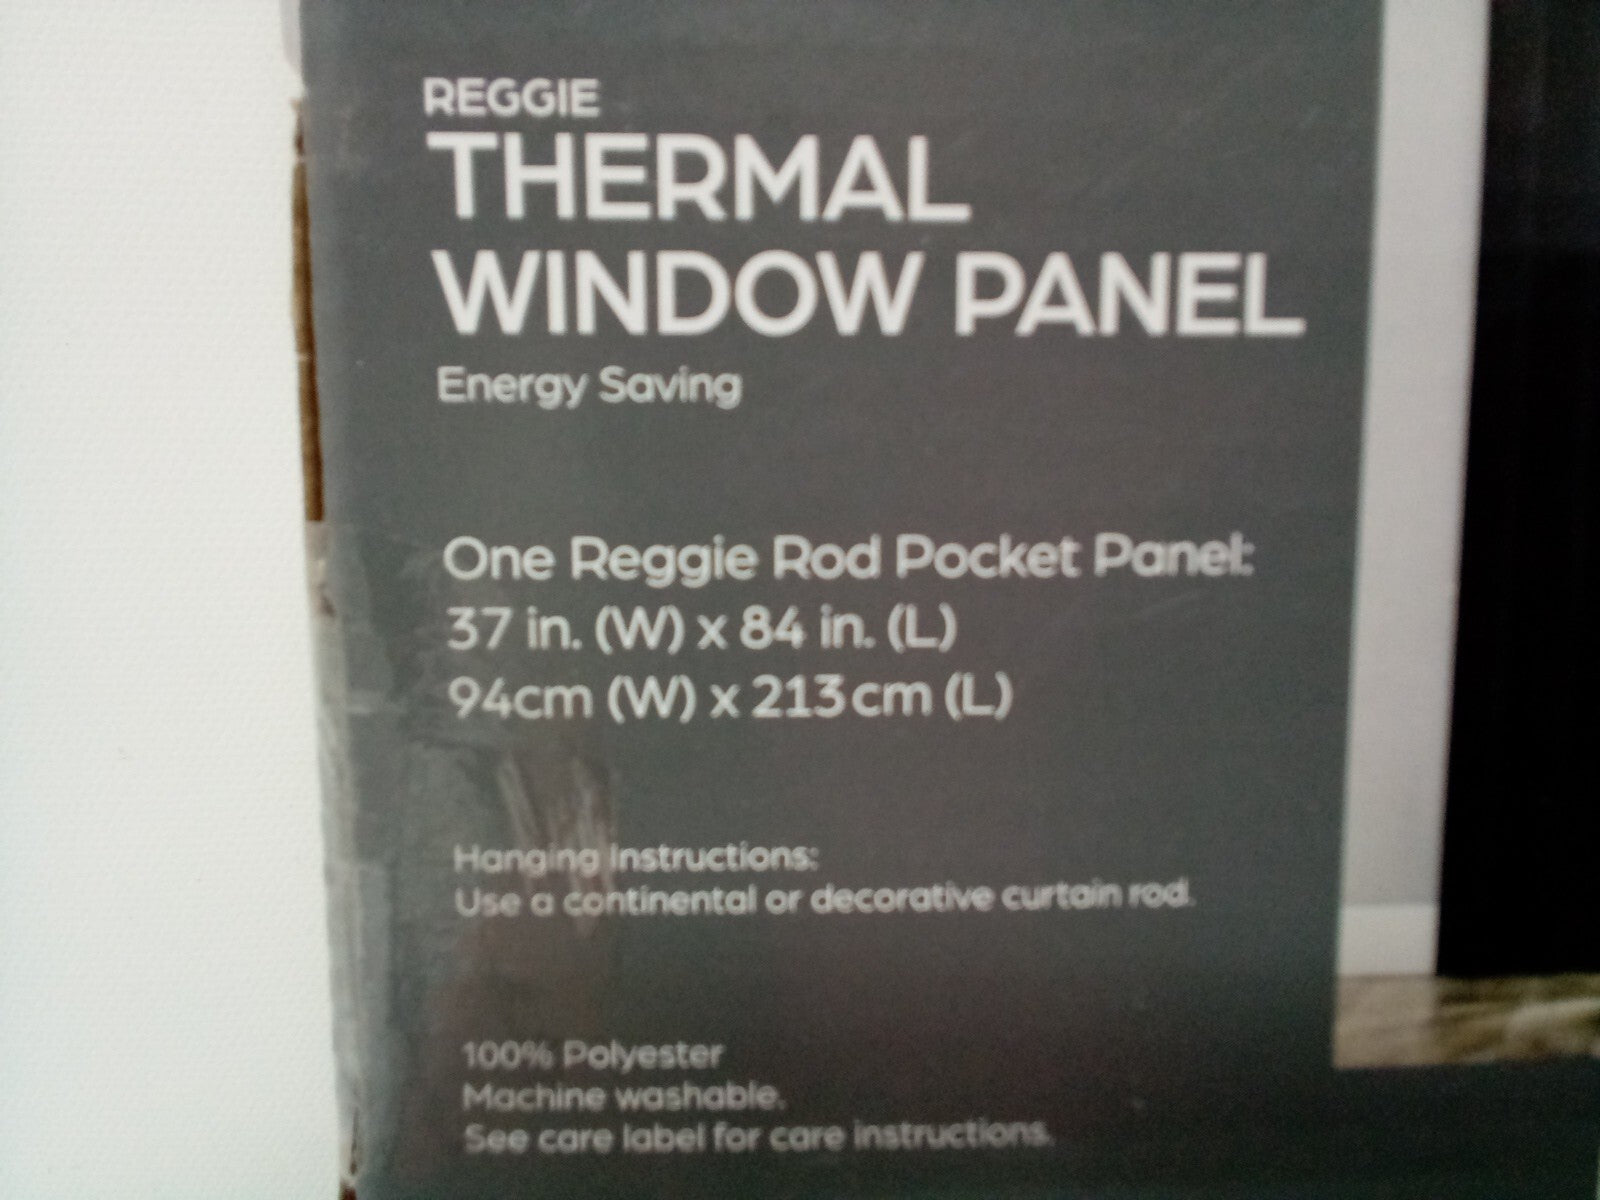 REGGIE
THERMAL
WINDOW PANEL
Energy Saving
One Reggie Rod Pocket Panel:
37 in. (W) x 84 in. (L)
94cm (W) x 213cm (L)
Hanging Instructions:
Use a continental or decorative curtain rod.
100% Polyester
Machine washable.
See care label for care instructions.